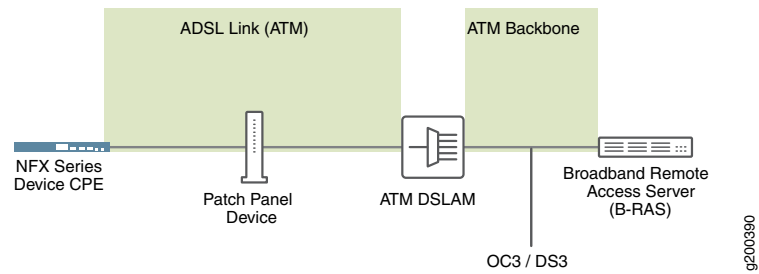 ADSL Link (ATM)
ATM Backbone
NFX Series
Device CPE
Patch Panel
Device
ATM DSLAM
Broadband Remote
Access Server
(B-RAS)
OC3 / DS3
g200390